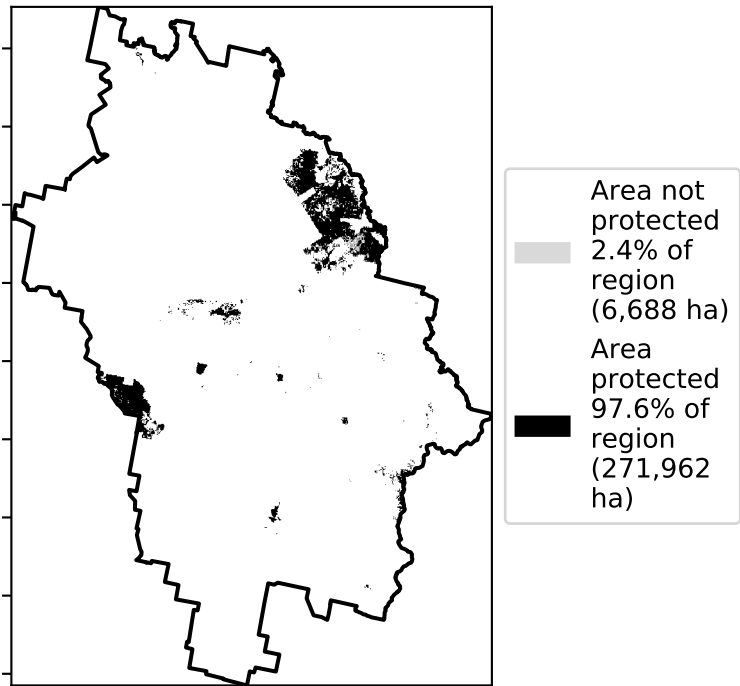 Area not
protected
2.4% of
region
(6,688 ha)
Area
protected
97.6% of
region
(271,962
ha)